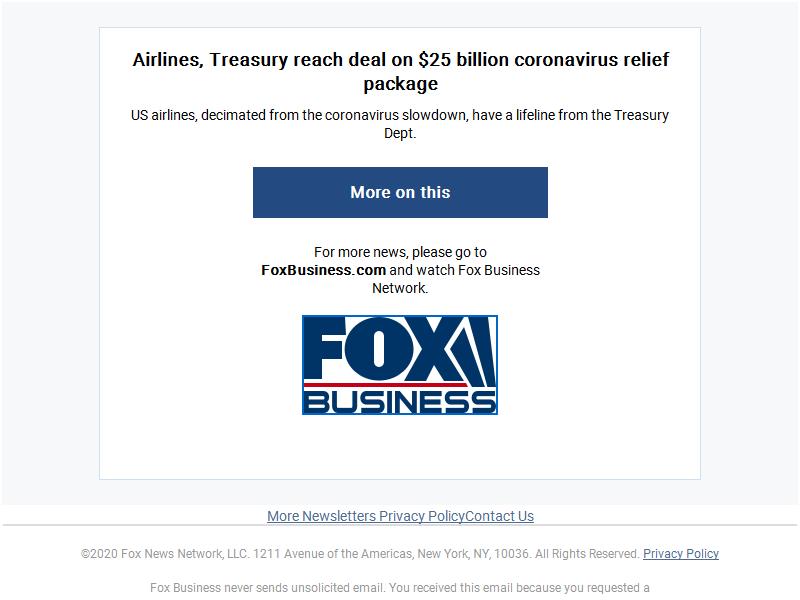 Airlines, Treasury reach deal on $25 billion coronavirus relief
package
US airlines, decimated from the coronavirus slowdown, have a lifeline from the Treasury
Dept.
More on this
For more news, please go to
FoxBusiness.com and watch Fox Business
Network.
FOX
BUSINESS
More Newsletters Privacy PolicyContact Us
©2020 Fox News Network, LLC. 1211 Avenue of the Americas, New York, NY, 10036. All Rights Reserved. Privacy Policy
Fox Business never sends unsolicited email. You received this email because you requested a